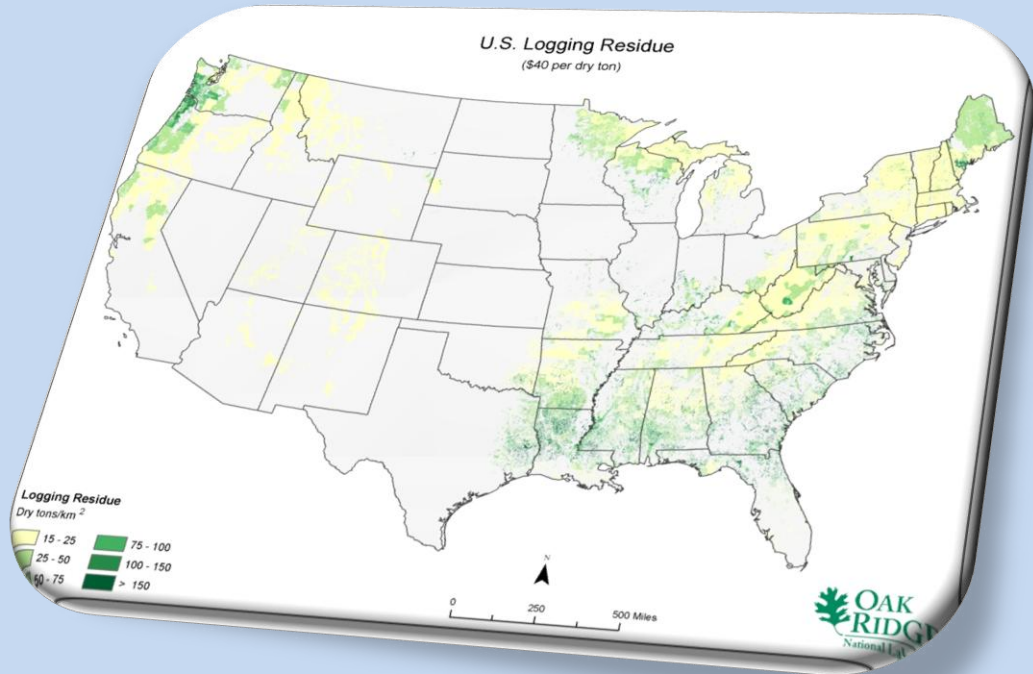 U.S. Logging Residue
($40 per dry ton)
Logging Residue
Dry tons/km 2
15 - 25
25 - 50
50 - 75
75 - 100
100 - 150
> 150
N
0 250 500 Miles
OAK
RIDGE
National